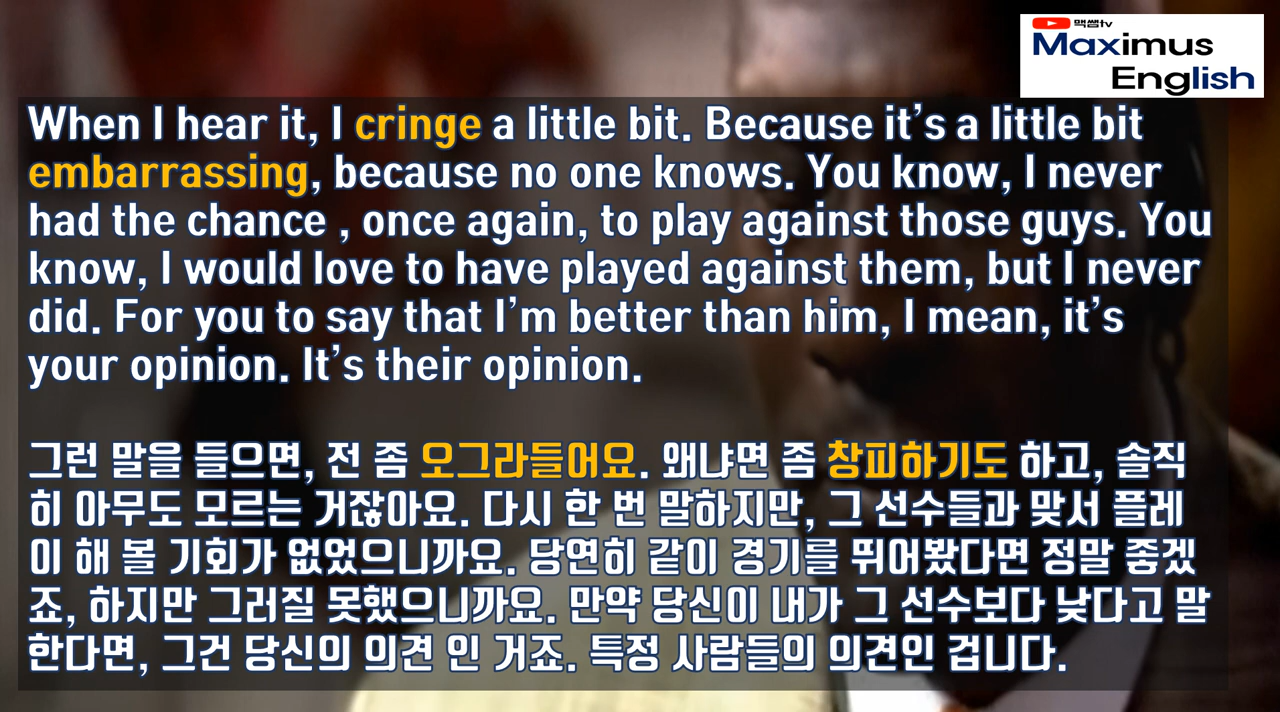 맥쌤tv
Maximus
English
When I hear it, I cringe a little bit. Because it's a little bit
embarrassing, because no one knows. You know, I never
had the chance , once again, to play against those guys. You
know, I would love to have played against them, but I never
did. For you to say that I'm better than him, I mean, it's
your opinion. It's their opinion.
그런 말을 들으면, 전 좀 오그라들어요. 왜냐면 좀 창피하기도 하고, 솔직
히 아무도 모르는 거잖아요. 다시 한 번 말하지만, 그 선수들과 맞서 플레
이 해 볼 기회가 없었으니까요. 당연히 같이 경기를 뛰어봤다면 정말 좋겠
죠, 하지만 그러질 못했으니까요. 만약 당신이 내가 그 선수보다 낮다고 말
한다면, 그건 당신의 의견 인 거죠. 특정 사람들의 의견인 겁니다.